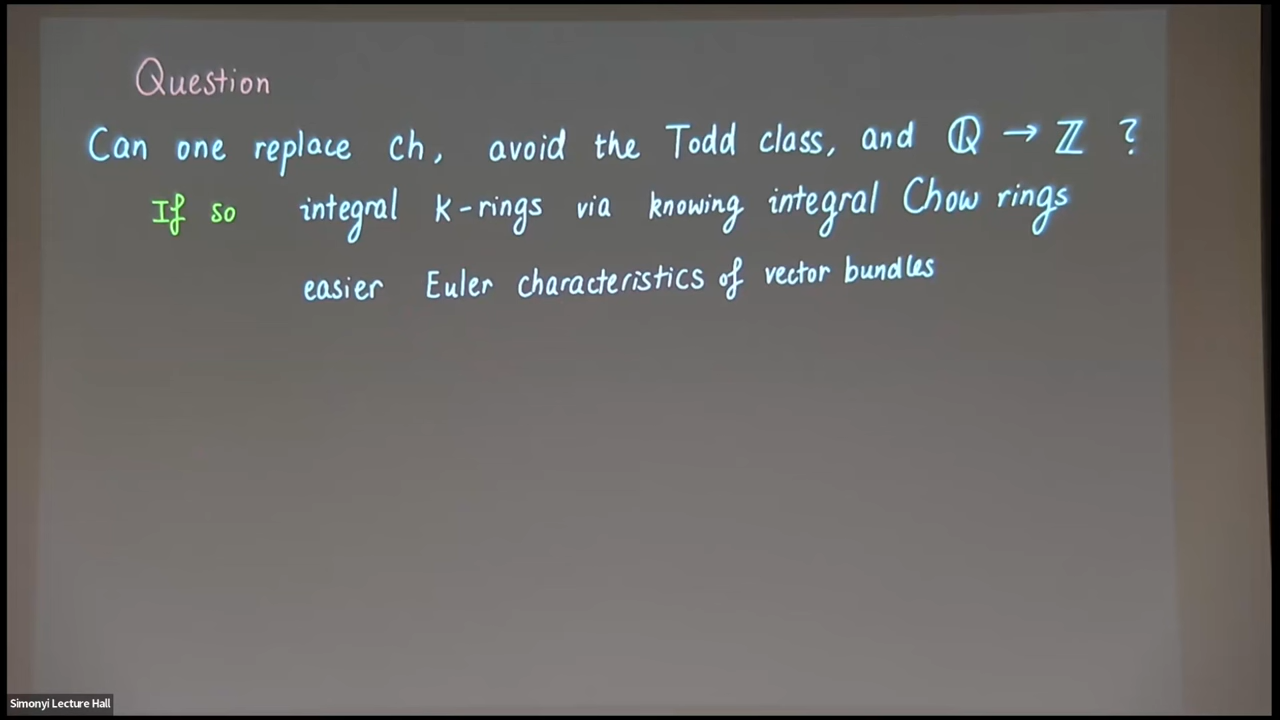 Question
Can one replace ch, avoid the Todd class, and ℚ → ℤ ?
If so integral K-rings via knowing integral Chow rings
easier Euler characteristics of vector bundles
Simonyi Lecture Hall